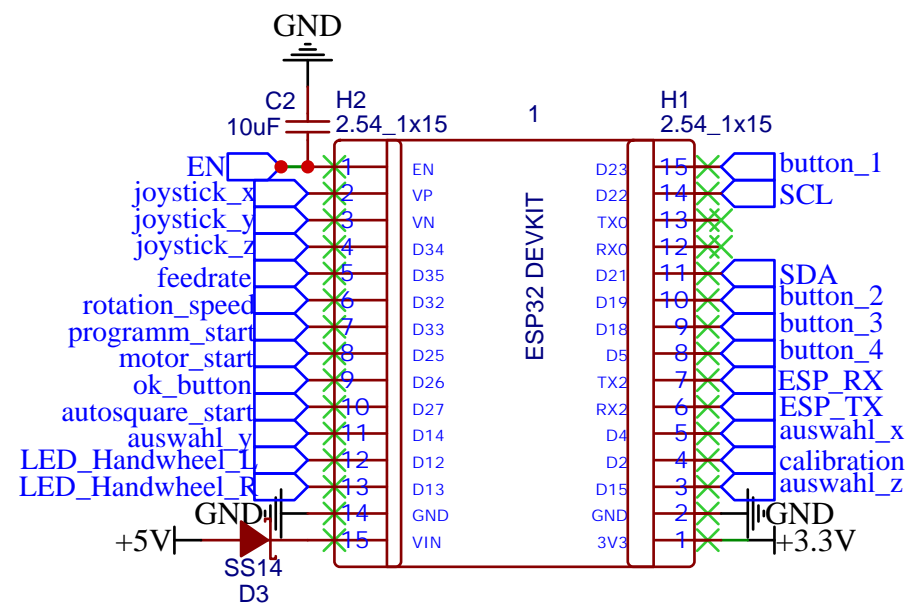 GND
C2
10uF
H2
2.54_1x15
1
H1
2.54_1x15
ESP32 DEVKIT
EN 1 EN
joystick_x 2 VP
joystick_y 3 VN
joystick_z 4 D34
feedrate 5 D35
rotation_speed 6 D32
programm_start 7 D33
motor_start 8 D25
ok_button 9 D26
autosquare_start 10 D27
auswahl_y 11 D14
LED_Handwheel_L 12 D12
LED_Handwheel_R 13 D13
GND 14 GND
+5V 15 VIN
SS14
D3
D23 15 button_1
D22 14 SCL
TX0 13
RX0 12
D21 11 SDA
D19 10 button_2
D18 9 button_3
D5 8 button_4
TX2 7 ESP_RX
RX2 6 ESP_TX
D4 5 auswahl_x
D2 4 calibration
D15 3 auswahl_z
GND 2 GND
3V3 1 +3.3V